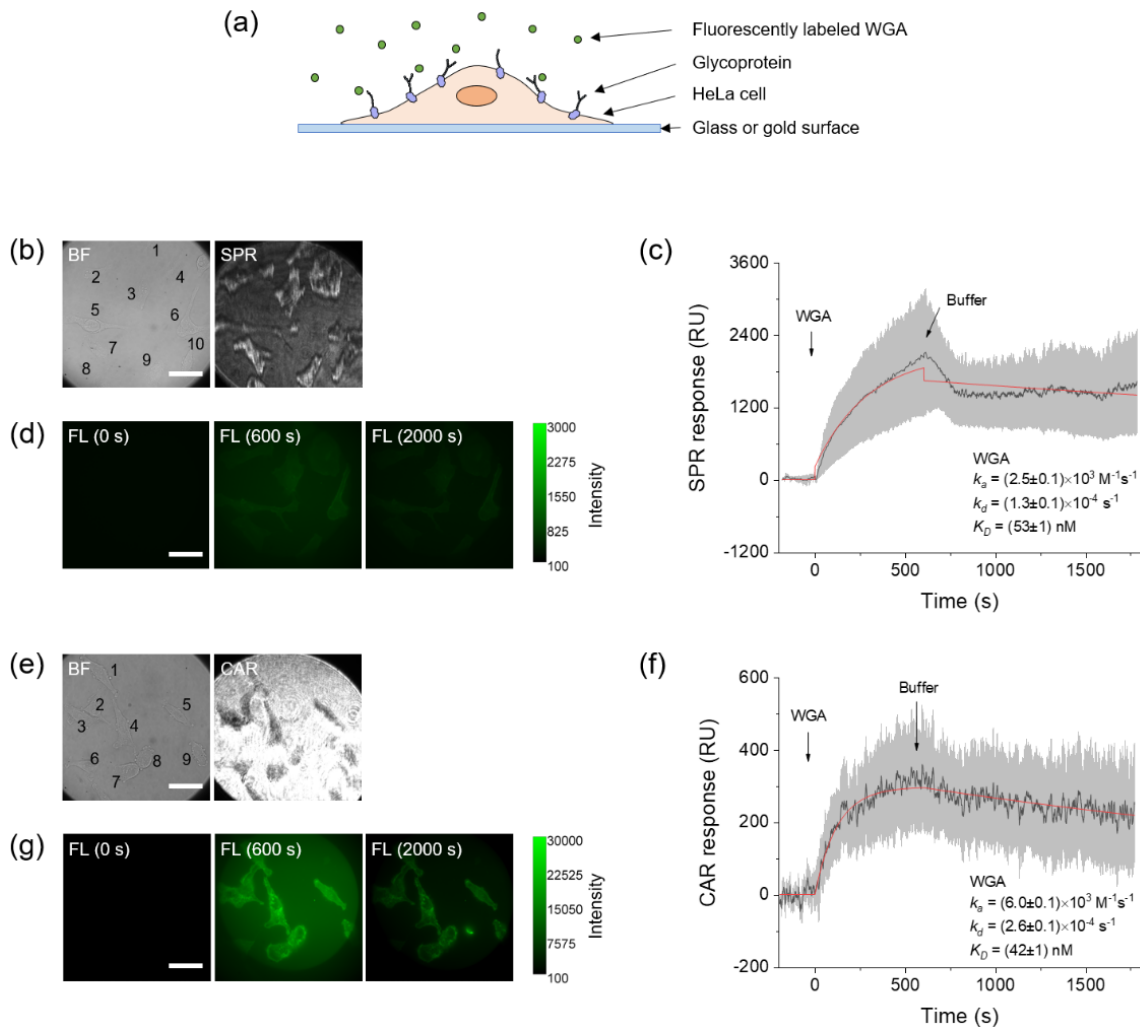 (a)
Fluorescently labeled WGA
Glycoprotein
HeLa cell
Glass or gold surface
(b)
BF
1
2
4
3
5
6
7
9
10
8
SPR
(c)
3600
2400
1200
0
-1200
SPR response (RU)
WGA
Buffer
WGA
kₐ = (2.5±0.1)×10³ M⁻¹s⁻¹
k_d = (1.3±0.1)×10⁻⁴ s⁻¹
K_D = (53±1) nM
0 500 1000 1500
Time (s)
(d)
FL (0 s)
FL (600 s)
FL (2000 s)
3000
2275
1550
825
100
Intensity
(e)
BF
1
2
5
3
4
6
8
9
7
CAR
(f)
600
400
200
0
-200
CAR response (RU)
WGA
Buffer
WGA
kₐ = (6.0±0.1)×10³ M⁻¹s⁻¹
k_d = (2.6±0.1)×10⁻⁴ s⁻¹
K_D = (42±1) nM
0 500 1000 1500
Time (s)
(g)
FL (0 s)
FL (600 s)
FL (2000 s)
30000
22525
15050
7575
100
Intensity